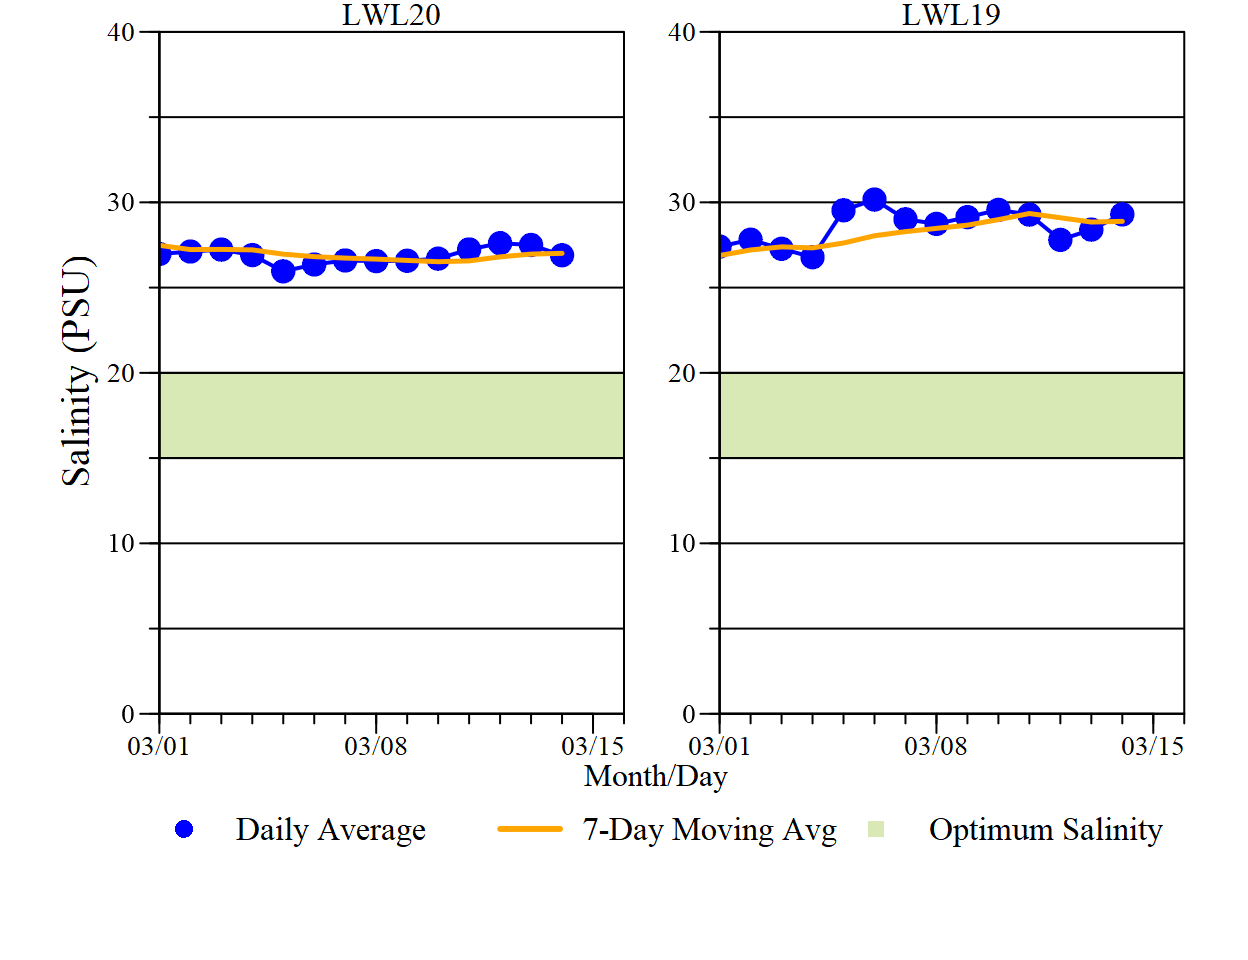 LWL20 LWL19
40 40
30 30
20 20
10 10
0 0
Salinity (PSU)
03/01 03/08 03/15 03/01 03/08 03/15
Month/Day
Daily Average 7-Day Moving Avg Optimum Salinity